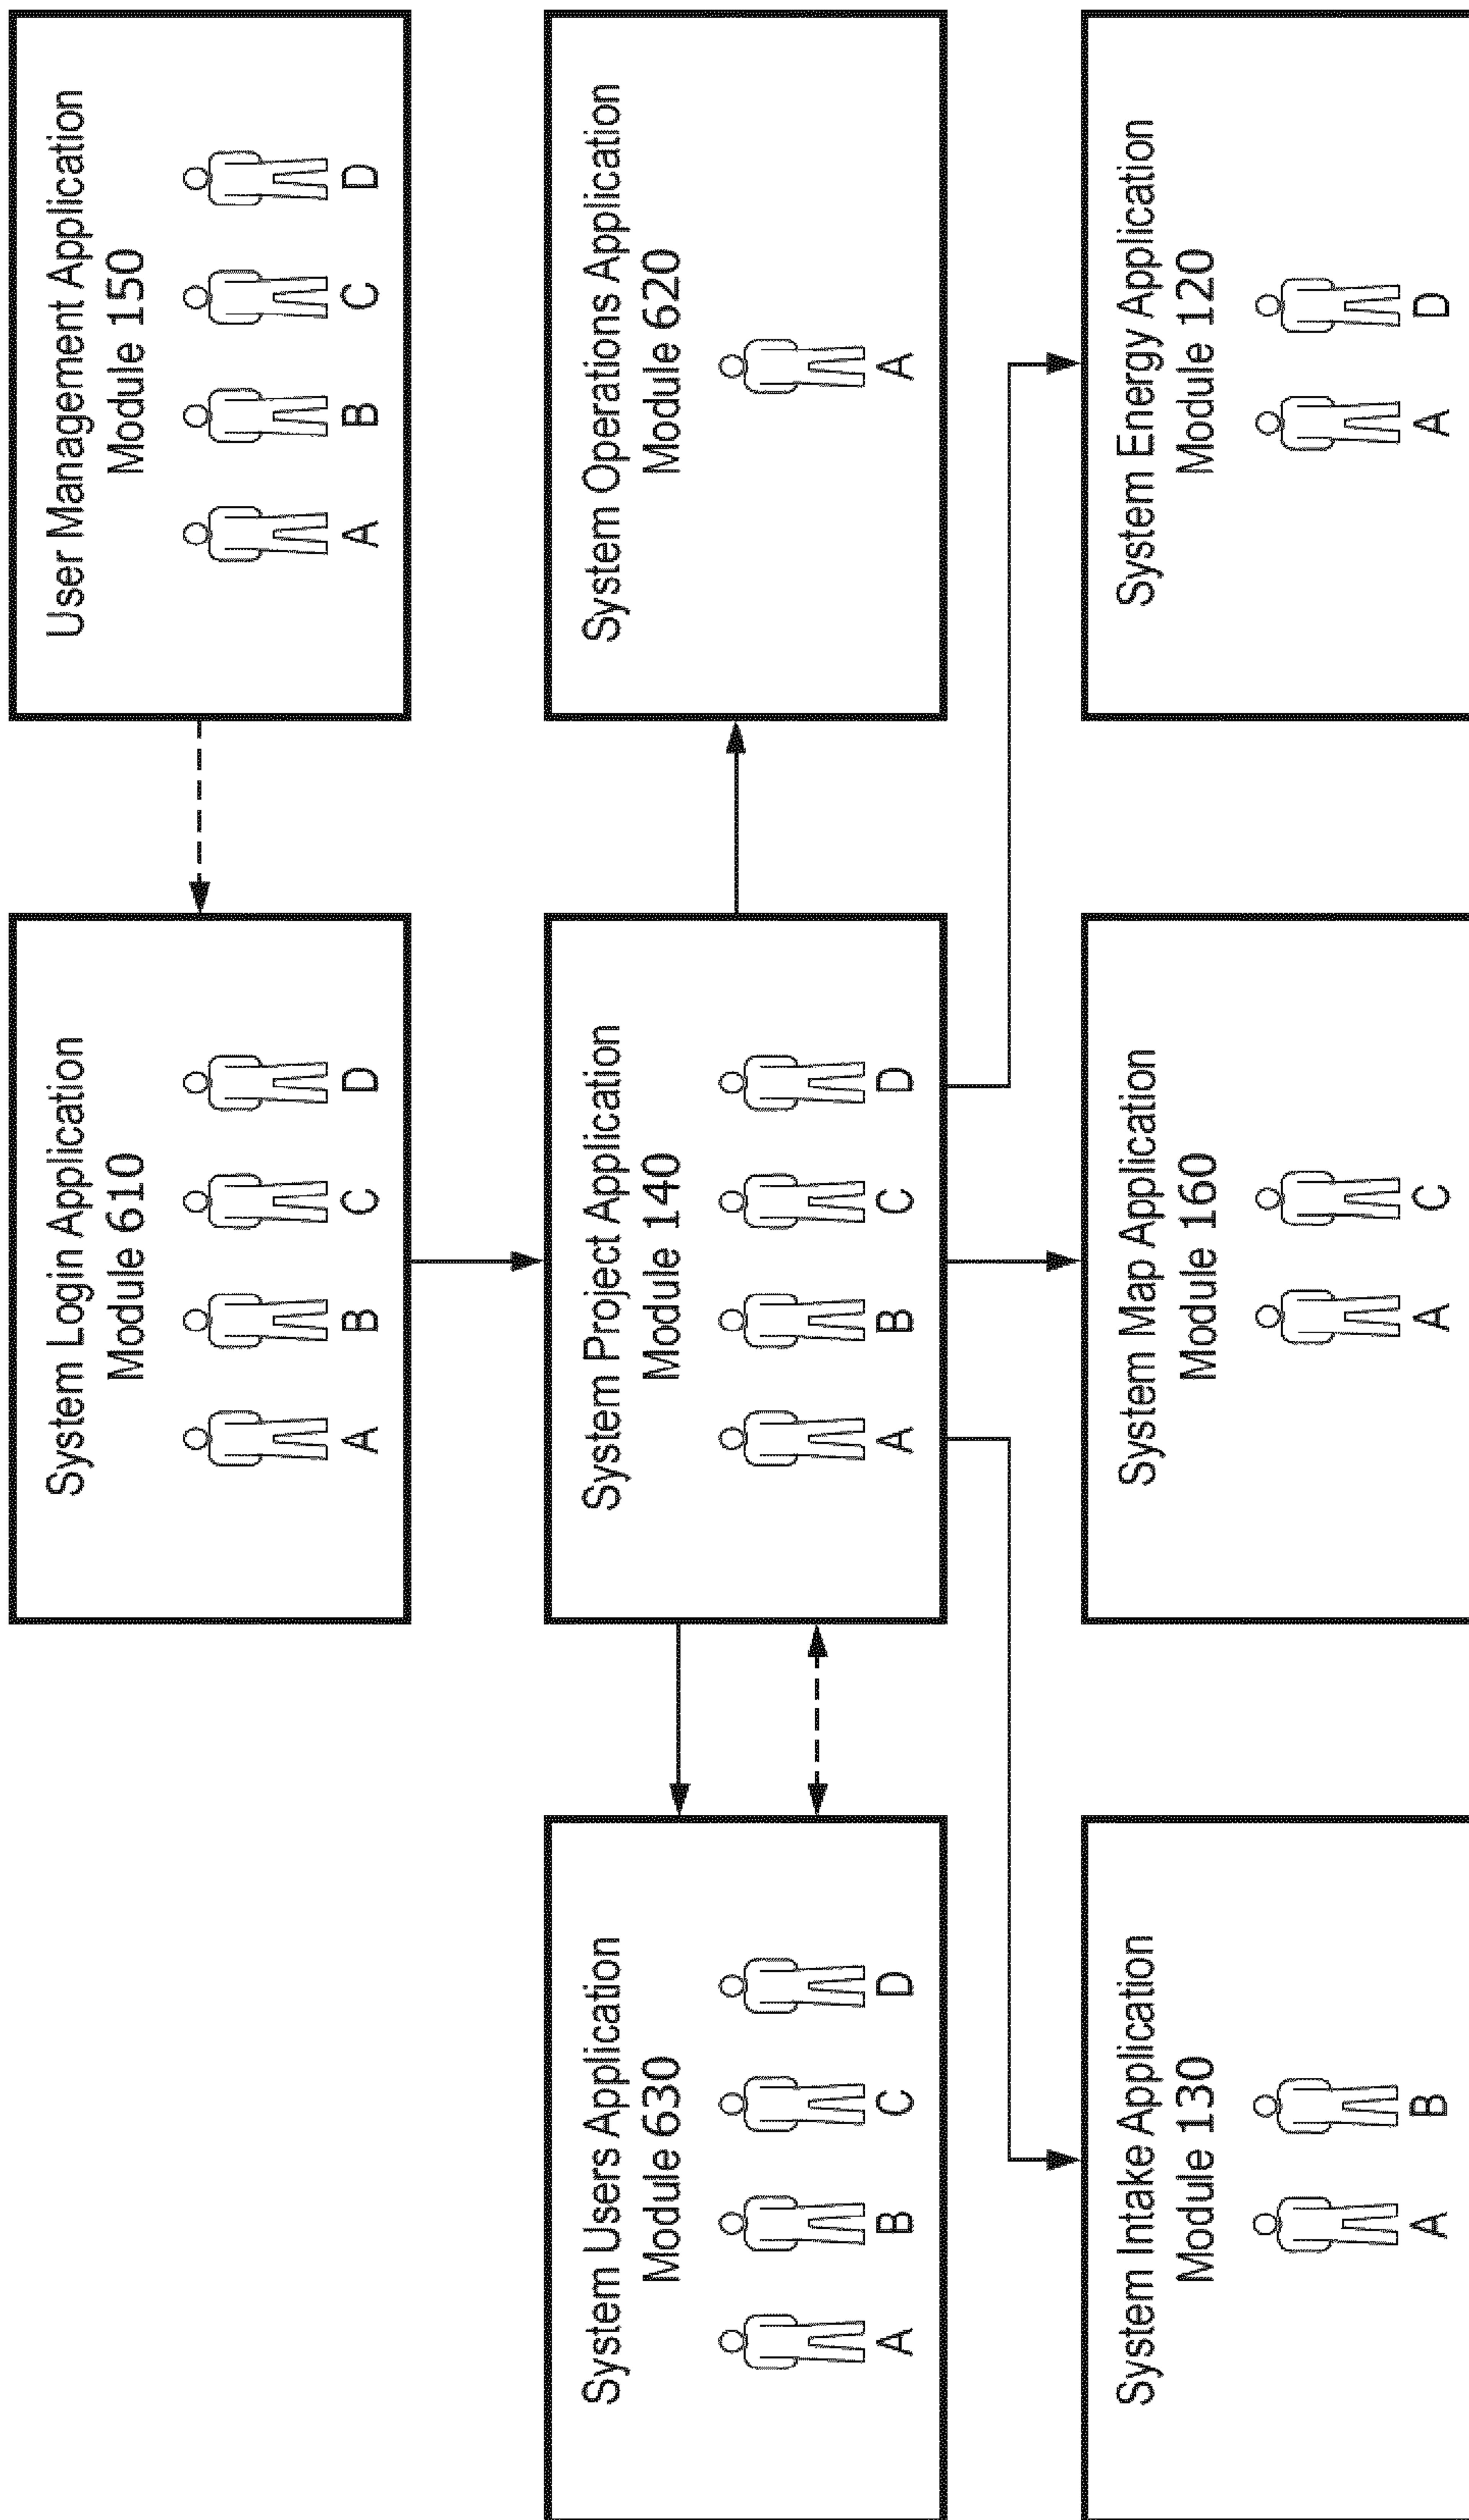 System Login Application
Module 610
A B C D
User Management Application
Module 150
A B C D
System Users Application
Module 630
A B C D
System Project Application
Module 140
A B C D
System Operations Application
Module 620
A
System Intake Application
Module 130
A B
System Map Application
Module 160
A C
System Energy Application
Module 120
A D